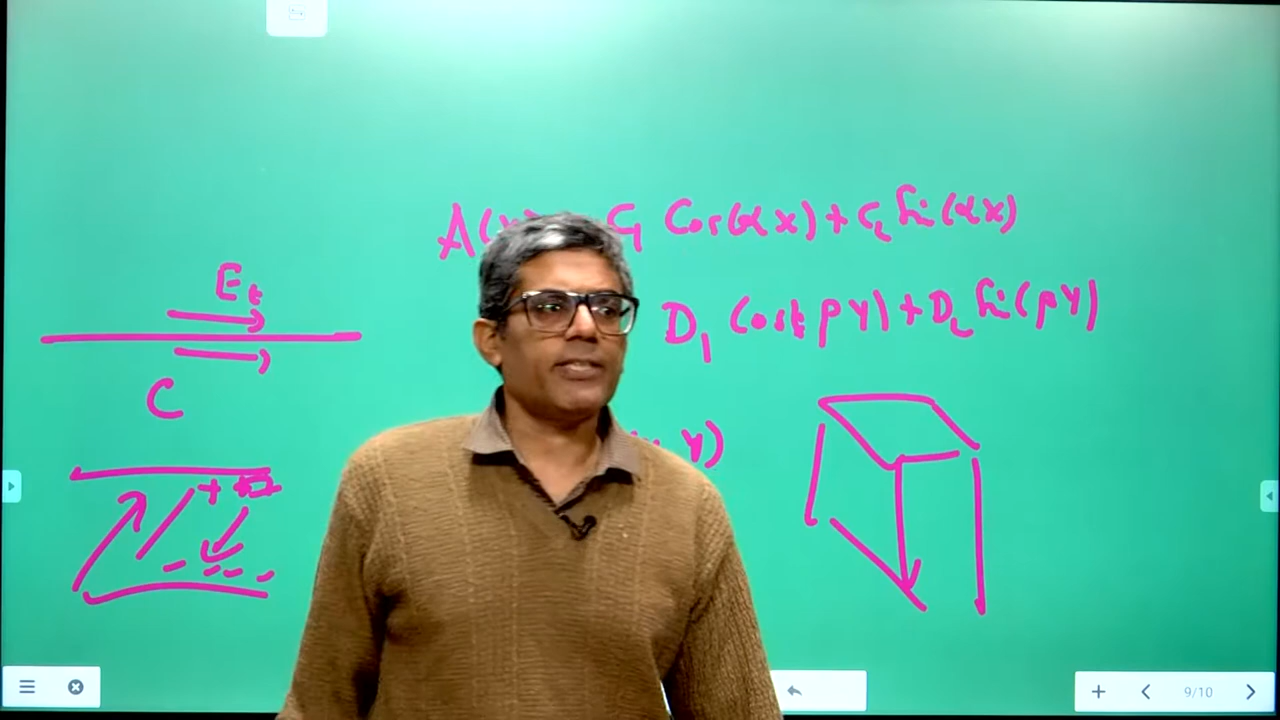 A(x) C₁ Cos(αx) + C₂ Sin(αx)
Eₜ
D₁ Cos(βY) + D₂ Sin(βY)
C
Y)
+
9/10